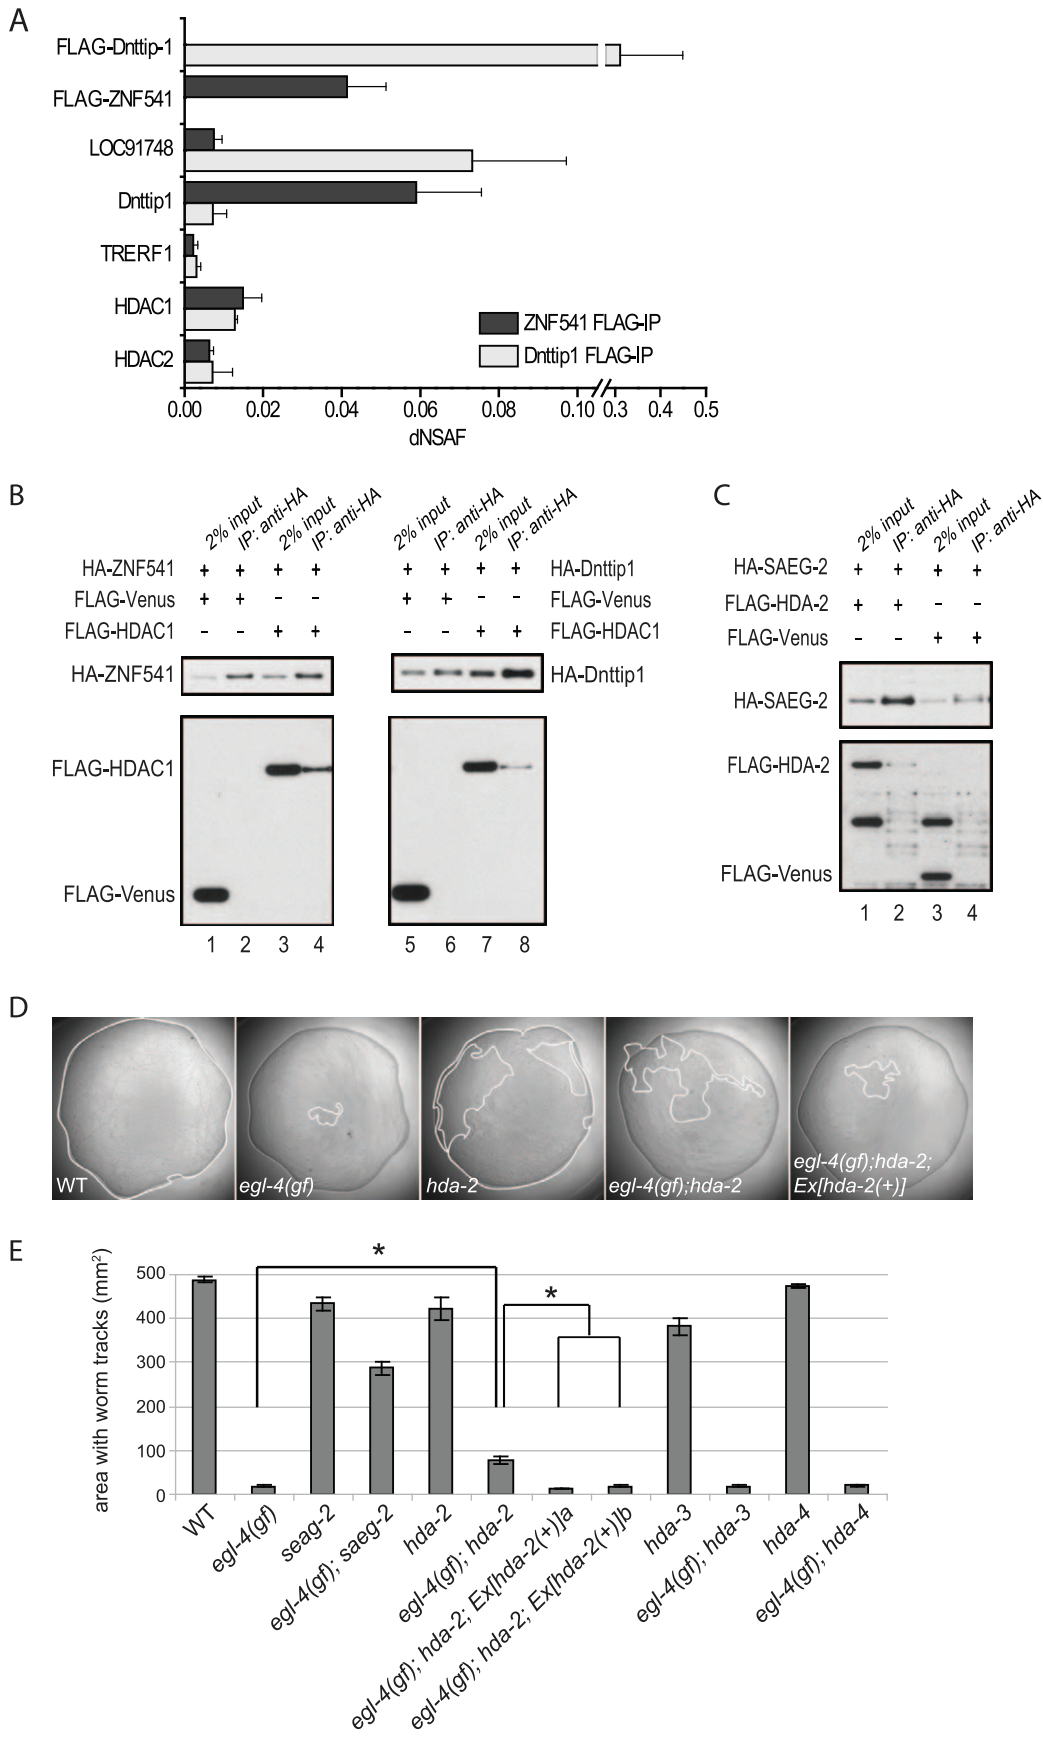 A
FLAG-Dnttip-1
FLAG-ZNF541
LOC91748
Dnttip1
TRERF1
HDAC1
HDAC2
ZNF541 FLAG-IP
Dnttip1 FLAG-IP
0.00 0.02 0.04 0.06 0.08 0.10 0.3 0.4 0.5
dNSAF
B
2% input IP: anti-HA 2% input IP: anti-HA
HA-ZNF541 + + + +
FLAG-Venus + + - -
FLAG-HDAC1 - - + +
HA-ZNF541
FLAG-HDAC1
FLAG-Venus
1 2 3 4
2% input IP: anti-HA 2% input IP: anti-HA
+ + + + HA-Dnttip1
+ + - - FLAG-Venus
- - + + FLAG-HDAC1
HA-Dnttip1
5 6 7 8
C
2% input IP: anti-HA 2% input IP: anti-HA
HA-SAEG-2 + + + +
FLAG-HDA-2 + + - -
FLAG-Venus - - + +
HA-SAEG-2
FLAG-HDA-2
FLAG-Venus
1 2 3 4
D
WT
egl-4(gf)
hda-2
egl-4(gf);hda-2
egl-4(gf);hda-2;
Ex[hda-2(+)]
E
area with worm tracks (mm²)
500
400
300
200
100
0
*
*
WT
egl-4(gf)
seag-2
egl-4(gf); saeg-2
hda-2
egl-4(gf); hda-2
egl-4(gf); hda-2; Ex[hda-2(+)]a
egl-4(gf); hda-2; Ex[hda-2(+)]b
hda-3
egl-4(gf); hda-3
hda-4
egl-4(gf); hda-4